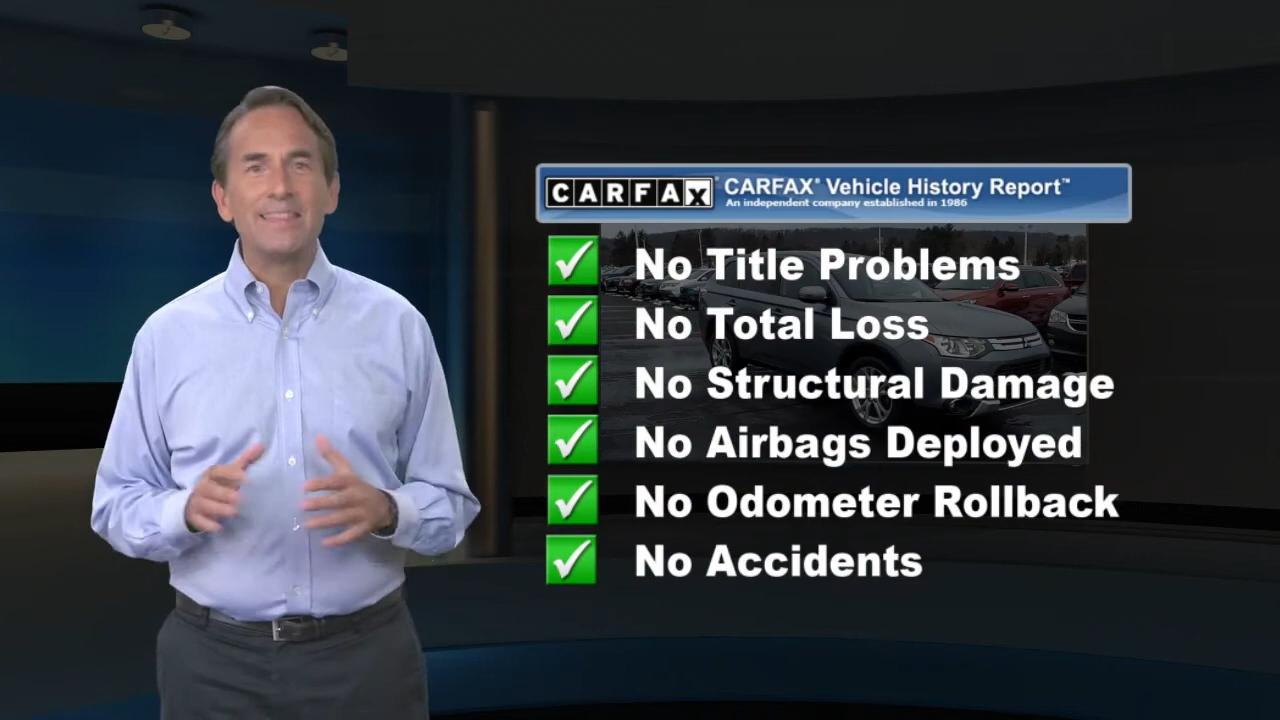 CARFAX® CARFAX® Vehicle History Report™
An independent company established in 1986
No Title Problems
No Total Loss
No Structural Damage
No Airbags Deployed
No Odometer Rollback
No Accidents